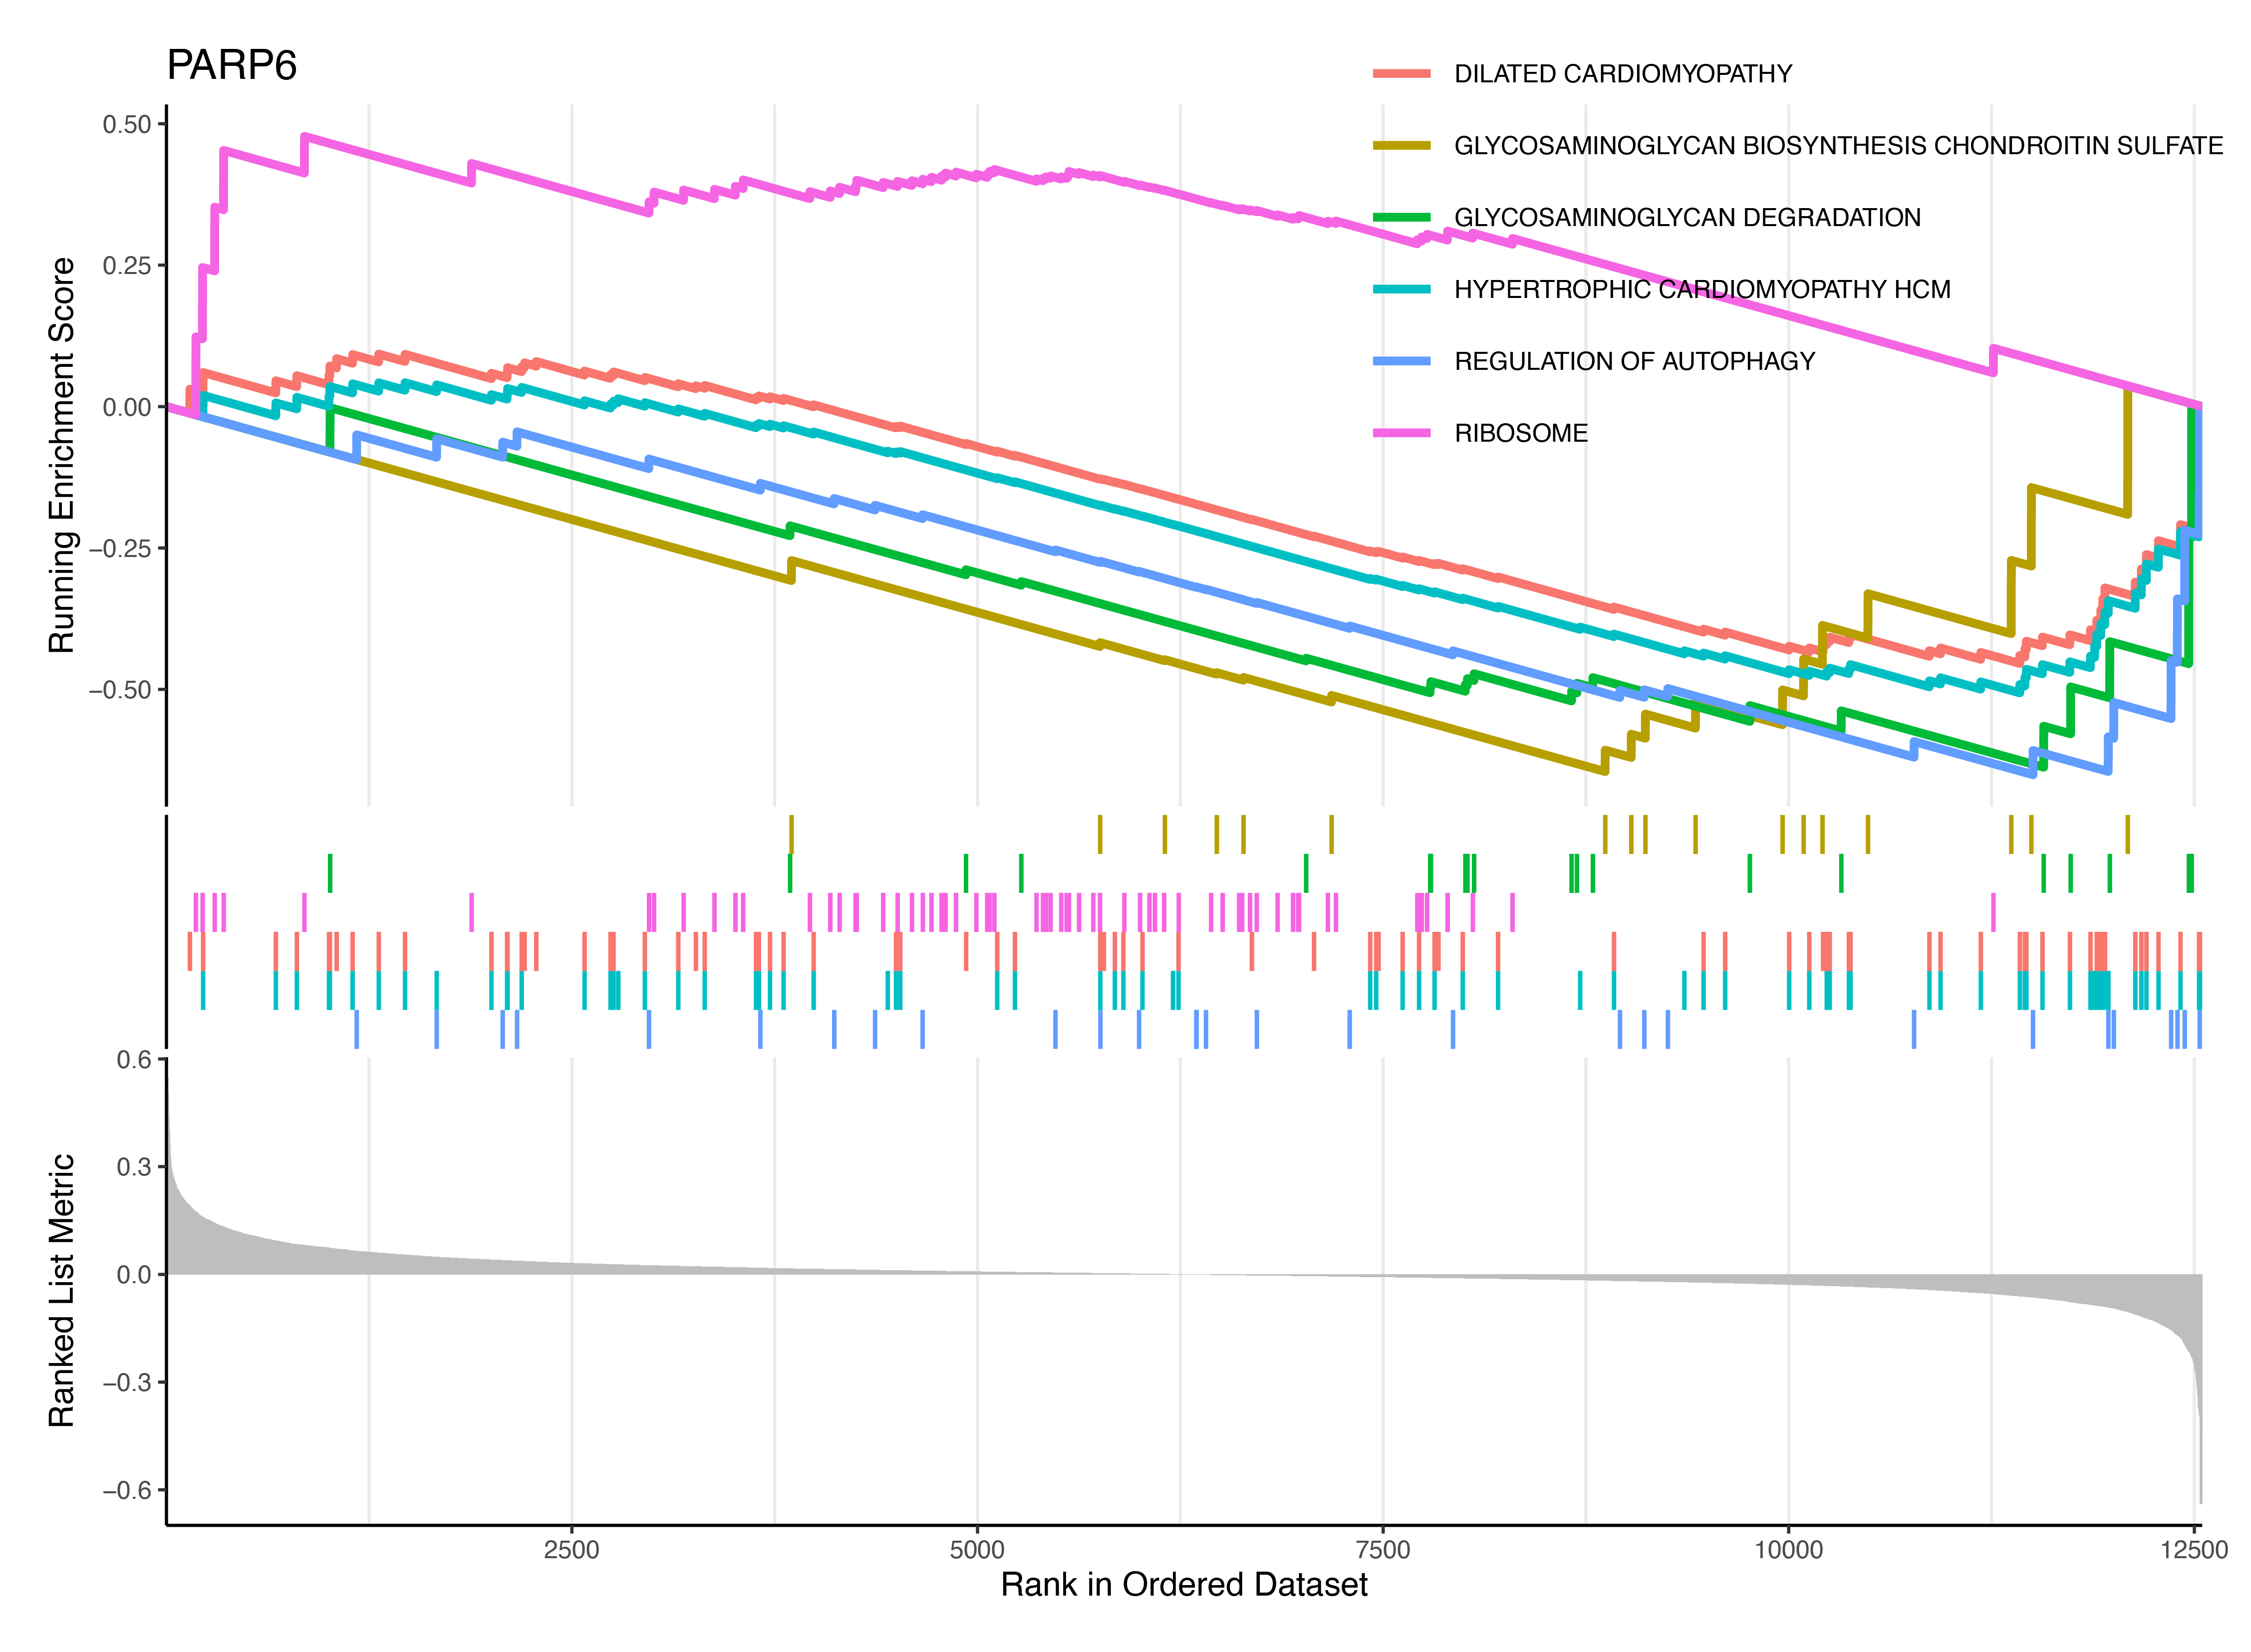 PARP6
DILATED CARDIOMYOPATHY
GLYCOSAMINOGLYCAN BIOSYNTHESIS CHONDROITIN SULFATE
GLYCOSAMINOGLYCAN DEGRADATION
HYPERTROPHIC CARDIOMYOPATHY HCM
REGULATION OF AUTOPHAGY
RIBOSOME
Running Enrichment Score
0.50
0.25
0.00
−0.25
−0.50
Ranked List Metric
0.6
0.3
0.0
−0.3
−0.6
2500
5000
7500
10000
12500
Rank in Ordered Dataset